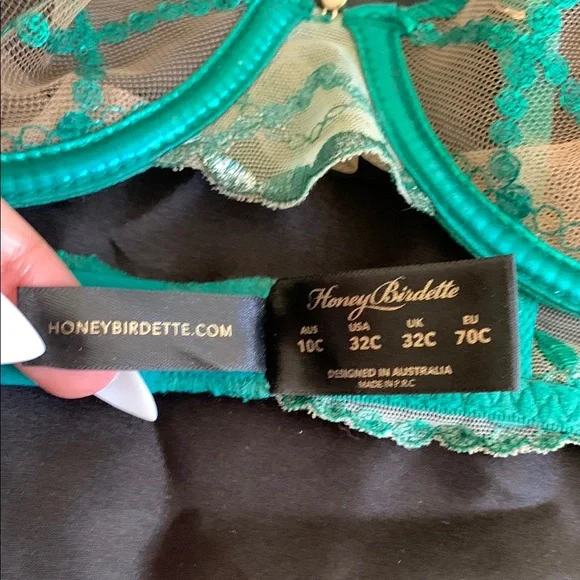 HONEYBIRDETTE.COM
Honey Birdette
AUS USA UK EU
10C 32C 32C 70C
DESIGNED IN AUSTRALIA
MADE IN P.R.C